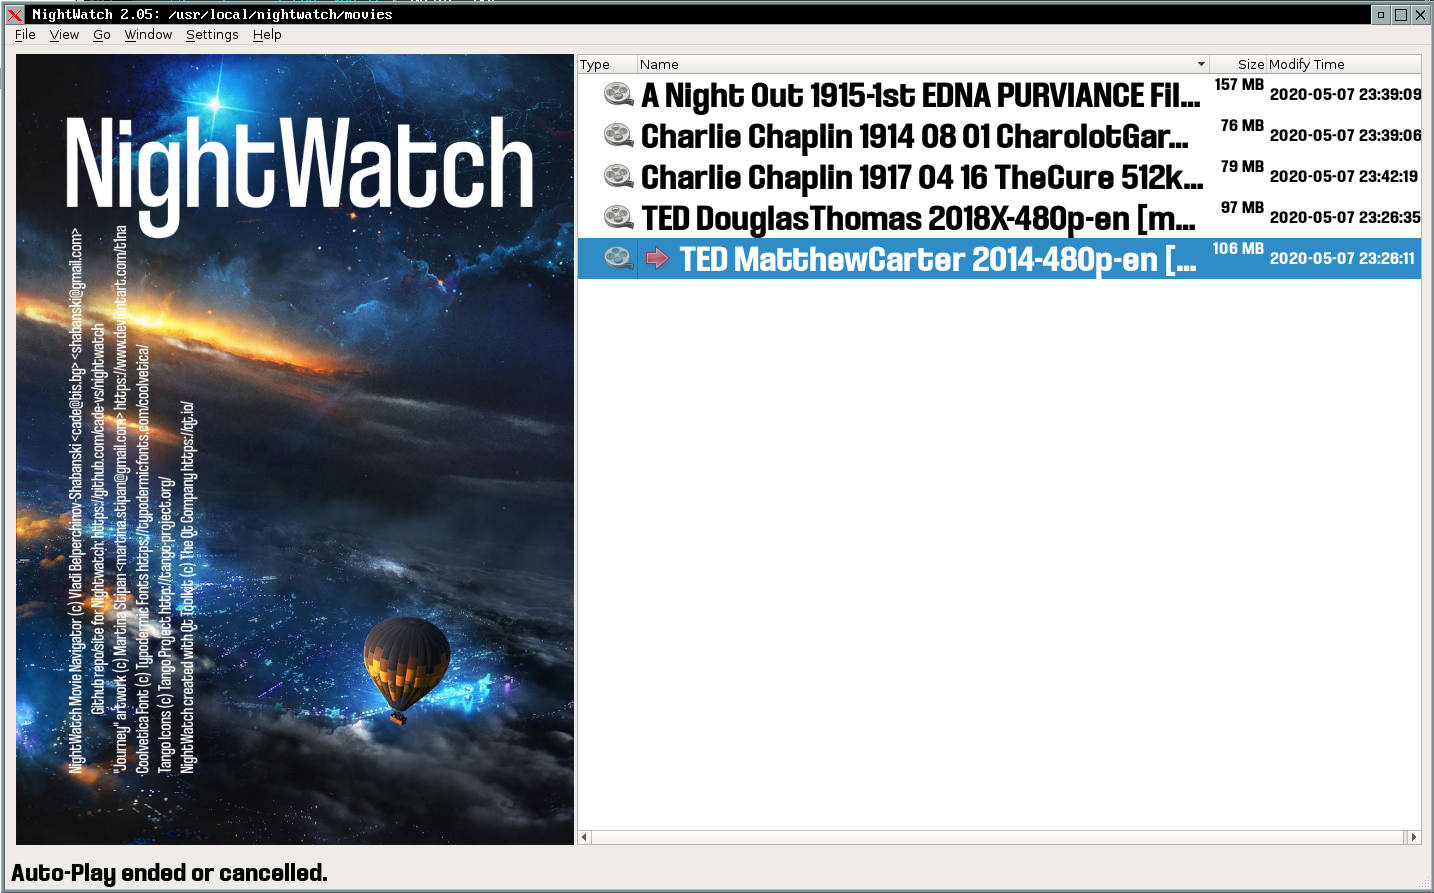 NightWatch 2.05: /usr/local/nightwatch/movies
File View Go Window Settings Help
NightWatch
NightWatch Movie Navigator (c) Vladi Belperchinov-Shabanski <cade@bis.bg> <shabanski@gmail.com>
Github repo/site for Nightwatch: https://github.com/cade-vs/nightwatch
"Journey" artwork (c) Martina Stipan <martina.stipan@gmail.com> https://www.deviantart.com/t1na
Coolvetica Font (c) Typodermic Fonts https://typodermicfonts.com/coolvetica/
Tango Icons (c) Tango Project http://tango-project.org/
NightWatch created with Qt Toolkit (c) The Qt Company https://qt.io/
Type Name Size Modify Time
A Night Out 1915-1st EDNA PURVIANCE Fil... 157 MB 2020-05-07 23:39:09
Charlie Chaplin 1914 08 01 CharolotGar... 76 MB 2020-05-07 23:39:06
Charlie Chaplin 1917 04 16 TheCure 512k... 79 MB 2020-05-07 23:42:19
TED DouglasThomas 2018X-480p-en [m... 97 MB 2020-05-07 23:26:35
TED MatthewCarter 2014-480p-en [... 106 MB 2020-05-07 23:26:11
Auto-Play ended or cancelled.